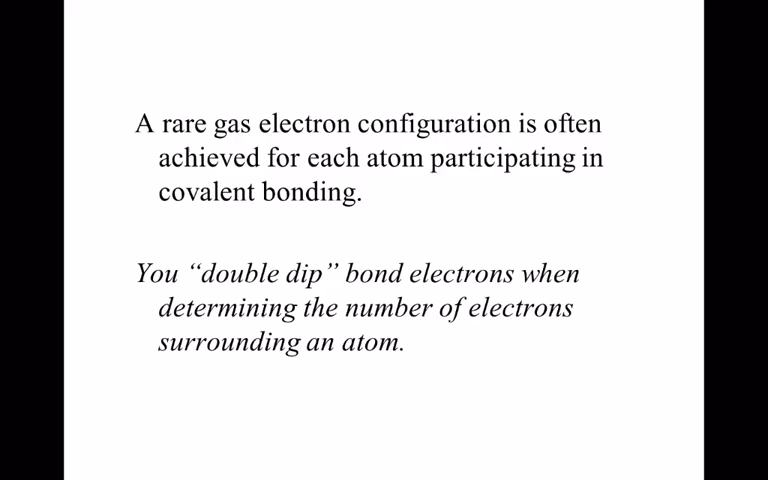 A rare gas electron configuration is often
achieved for each atom participating in
covalent bonding.
You “double dip” bond electrons when
determining the number of electrons
surrounding an atom.